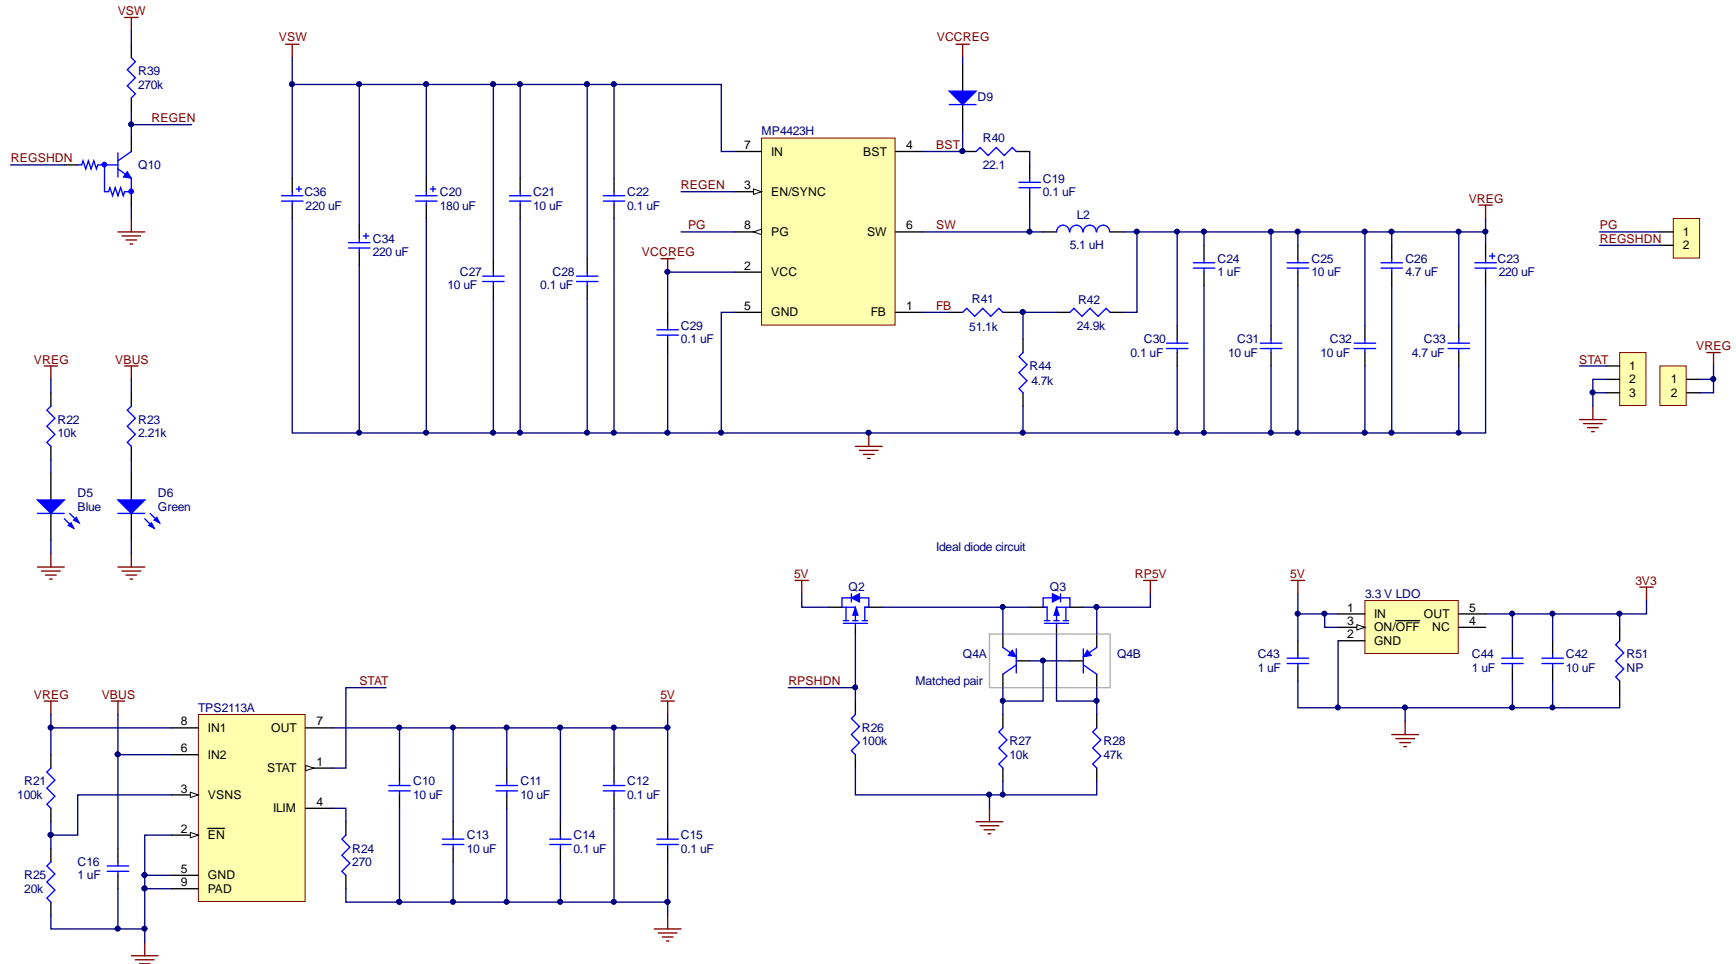 VSW
R39
270k
REGEN
REGSHDN
Q10
VSW
C36
220 uF
C34
220 uF
C20
180 uF
C27
10 uF
C21
10 uF
C28
0.1 uF
C22
0.1 uF
VCCREG
C29
0.1 uF
REGEN
PG
MP4423H
7 IN
3 EN/SYNC
8 PG
2 VCC
5 GND
BST 4
SW 6
FB 1
VCCREG
D9
BST
R40
22.1
C19
0.1 uF
SW
L2
5.1 uH
FB
R41
51.1k
R42
24.9k
R44
4.7k
C30
0.1 uF
C24
1 uF
C31
10 uF
C25
10 uF
C32
10 uF
C26
4.7 uF
C33
4.7 uF
VREG
C23
220 uF
PG
REGSHDN
1
2
STAT
1
2
3
1
2
VREG
VREG
R22
10k
D5
Blue
VBUS
R23
2.21k
D6
Green
VREG
VBUS
R21
100k
R25
20k
C16
1 uF
TPS2113A
8 IN1
6 IN2
3 VSNS
2 EN
5 GND
9 PAD
OUT 7
STAT 1
ILIM 4
STAT
R24
270
C10
10 uF
C13
10 uF
C11
10 uF
C14
0.1 uF
C12
0.1 uF
C15
0.1 uF
5V
Ideal diode circuit
5V
Q2
Q3
RP5V
Q4A
Q4B
Matched pair
RPSHDN
R26
100k
R27
10k
R28
47k
5V
C43
1 uF
3.3 V LDO
1 IN
3 ON/OFF
2 GND
OUT 5
NC 4
3V3
C44
1 uF
C42
10 uF
R51
NP